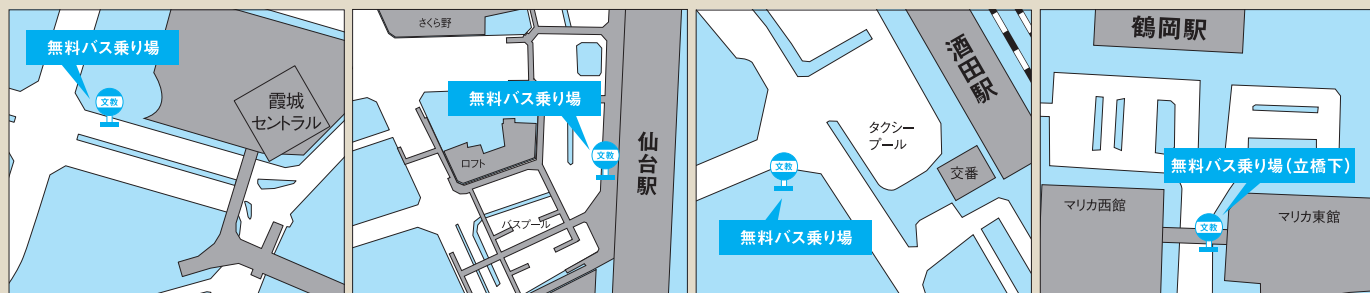 無料バス乗り場
文教
霞城
セントラル
さくら野
無料バス乗り場
文教
仙台駅
ロフト
バスプール
酒田駅
タクシー
プール
交番
文教
無料バス乗り場
鶴岡駅
無料バス乗り場(立橋下)
マリカ西館
マリカ東館
文教